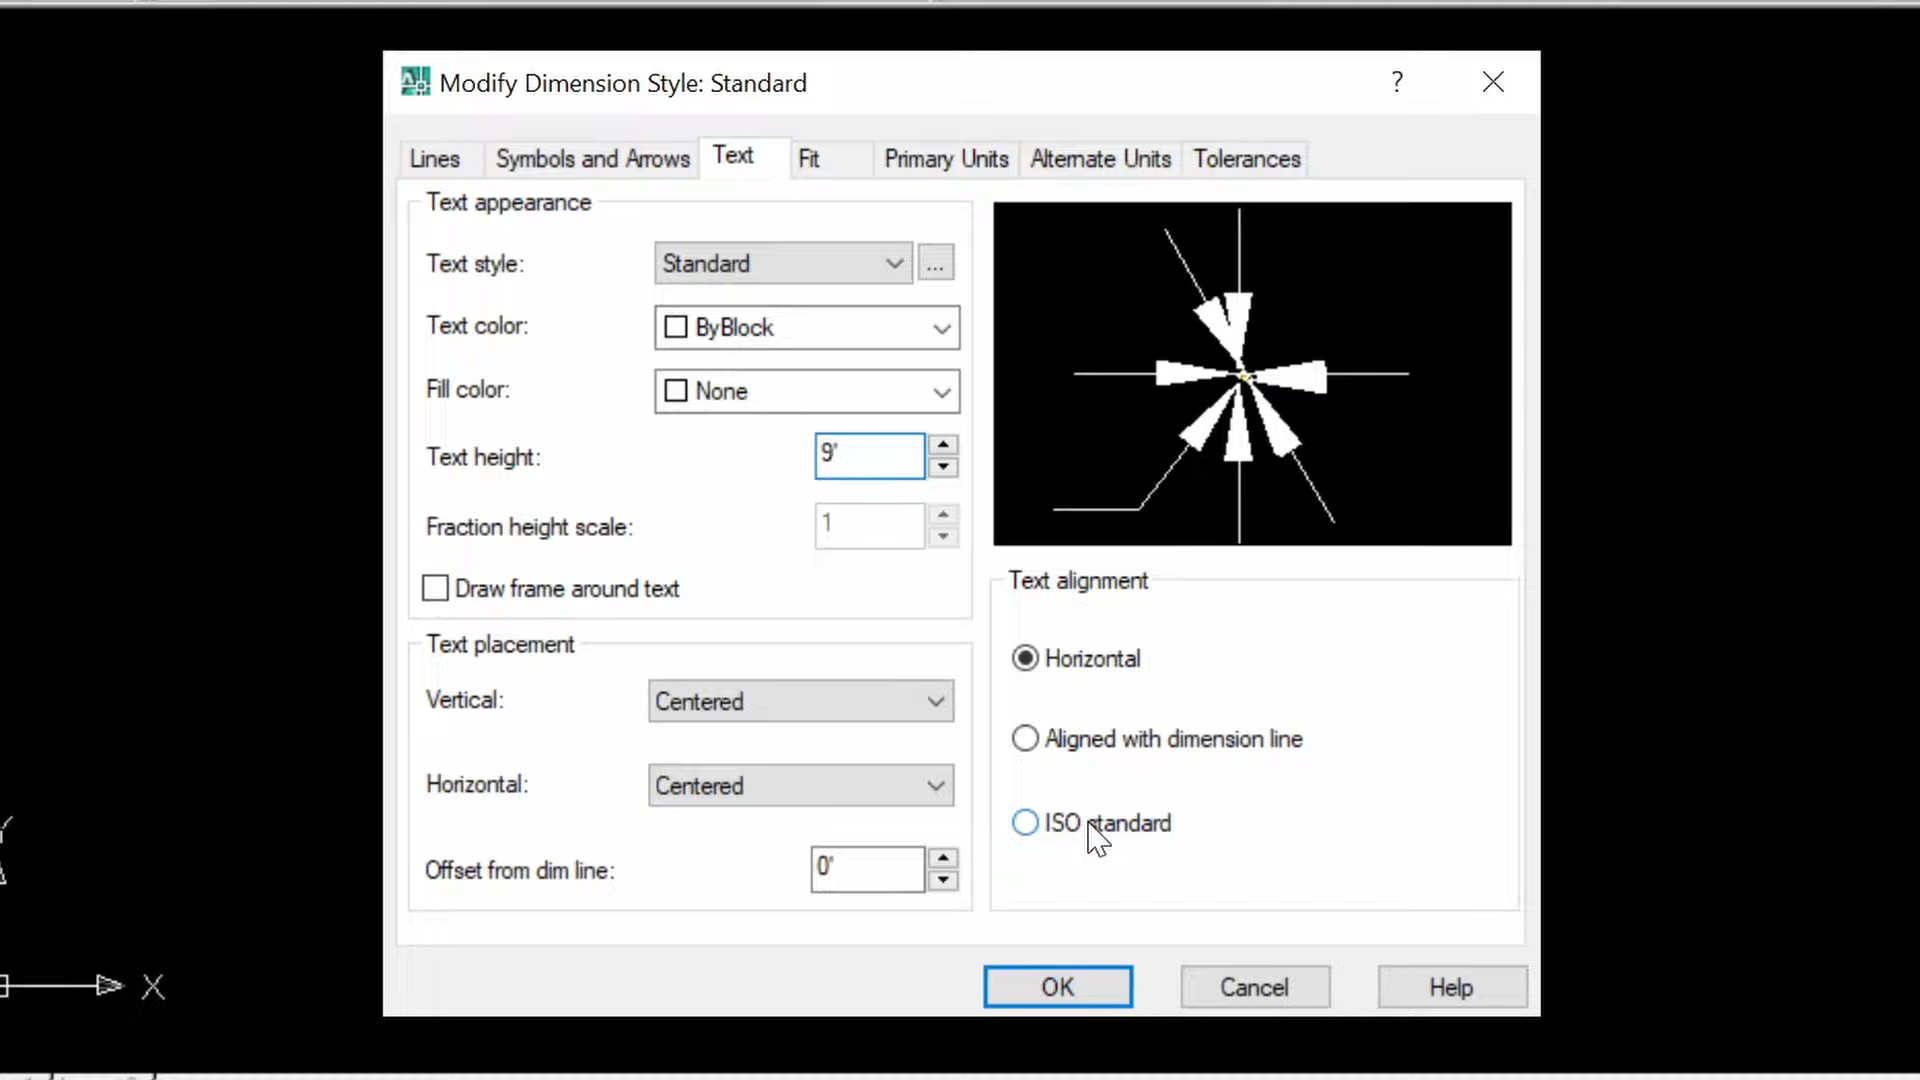 Modify Dimension Style: Standard
?
Lines Symbols and Arrows Text Fit Primary Units Alternate Units Tolerances
Text appearance
Text style: Standard ...
Text color: ByBlock
Fill color: None
Text height: 9'
Fraction height scale: 1
Draw frame around text
Text placement
Vertical: Centered
Horizontal: Centered
Offset from dim line: 0'
Text alignment
Horizontal
Aligned with dimension line
ISO standard
OK Cancel Help
Y
X